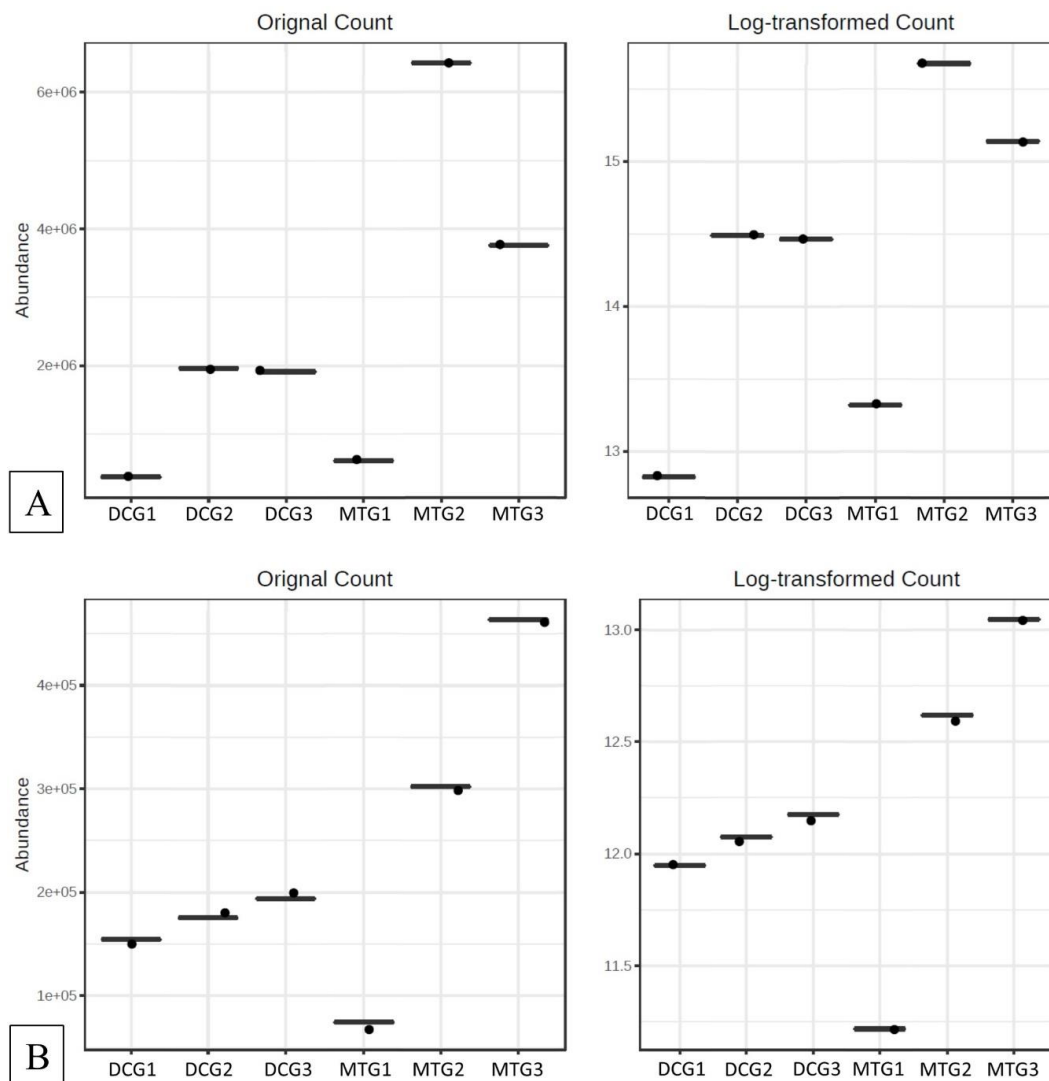 Orignal Count
Log-transformed Count
Abundance
6e+06
4e+06
2e+06
15
14
13
A
DCG1 DCG2 DCG3 MTG1 MTG2 MTG3
DCG1 DCG2 DCG3 MTG1 MTG2 MTG3
Orignal Count
Log-transformed Count
Abundance
4e+05
3e+05
2e+05
1e+05
13.0
12.5
12.0
11.5
B
DCG1 DCG2 DCG3 MTG1 MTG2 MTG3
DCG1 DCG2 DCG3 MTG1 MTG2 MTG3